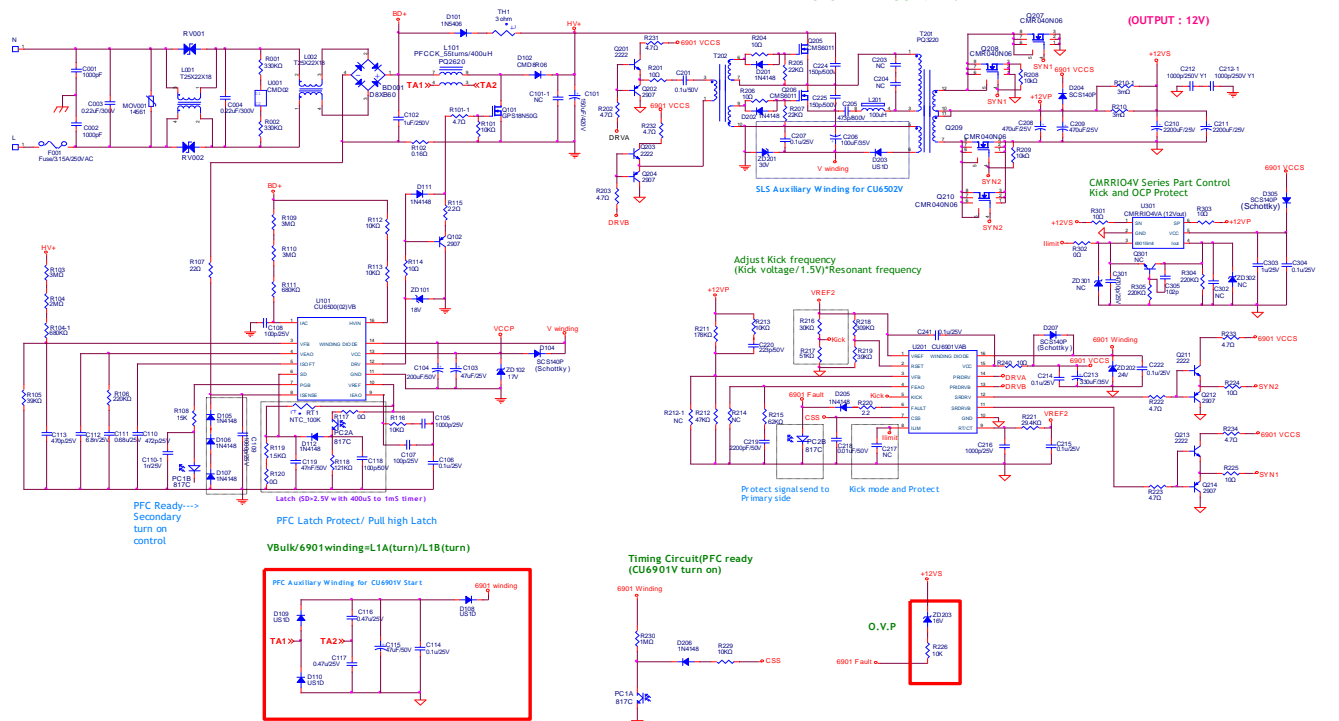 (OUTPUT : 12V)
BD+
D101
1N5406
TH1
3 ohm
HV+
N
RV001
L001
T25X22X18
C001
1000pF
C002
1000pF
C003
0.22uF/300V
MOV001
14561
RV002
L
F001
Fuse/3.15A/250VAC
C004
0.22uF/300V
R001
330KΩ
U001
CMD02
R002
330KΩ
L002
T25X22X18
BD001
D8XB60
L101
PFCCK_55turns/400uH
PQ2620
TA1
TA2
D102
CMD8R06
C102
1uF/250V
R101-1
4.7Ω
R101
10KΩ
Q101
GPS18N50G
C101-1
NC
C101
R102
0.16Ω
Q201
2222
R231
4.7Ω
6901 VCCS
R201
10Ω
C201
0.1u/50V
Q202
2907
R202
4.7Ω
DRVA
6901 VCCS
R232
4.7Ω
Q203
2222
Q204
2907
R203
4.7Ω
DRVB
T202
R204
10Ω
D201
1N4148
R205
22KΩ
Q205
CMS6011
R206
10Ω
D202
1N4148
Q206
CMS6011
R207
22KΩ
C224
150p/500V
C225
150p/500V
C205
473p/800V
L201
100uH
C203
NC
C204
NC
T201
PQ3220
ZD201
30V
C207
0.1u/25V
C206
100uF/35V
V winding
D203
US1D
SLS Auxiliary Winding for CU6502V
Q207
CMR040N06
SYN1
Q208
CMR040N06
R208
10KΩ
SYN1
Q209
CMR040N06
R209
10KΩ
SYN2
Q210
CMR040N06
SYN2
6901 VCCS
D204
SCS140P
+12VP
C208
470uF/25V
C209
470uF/25V
+12VS
R210-1
3mΩ
R210
3mΩ
C212
1000p/250V Y1
C212-1
1000p/250V Y1
C210
2200uF/25V
C211
2200uF/25V
CMRRIO4V Series Part Control
Kick and OCP Protect
6901 VCCS
D305
SCS140P
(Schottky)
U301
CMRRIO4VA (12Vout)
+12VS
R301
10Ω
R303
10Ω
+12VP
GND
VCC
Ilimit
R302
0Ω
ZD301
NC
C301
Q301
NC
R305
220KΩ
C305
102p
R304
220KΩ
C302
NC
ZD302
NC
C303
1u/25V
C304
0.1u/25V
HV+
R103
3MΩ
R104
2MΩ
R104-1
680KΩ
R105
39KΩ
C113
470p/25V
C112
6.8n/25V
R106
220KΩ
C111
0.68u/25V
C110
472p/25V
R107
22Ω
BD+
R109
3MΩ
R110
3MΩ
R111
680KΩ
C108
100p/25V
U101
CU6500(02)VB
IAC
VFB
VEAO
ISOFT
SD
PGB
ISENSE
HVIN
WINDING DIODE
VCC
DRV
GND
VREF
IEAO
R112
10KΩ
R113
10KΩ
D111
1N4148
R115
2.2Ω
Q102
2907
R114
10Ω
ZD101
18V
C104
200uF/50V
C103
47uF/25V
VCCP
ZD102
17V
D104
SCS140P
(Schottky)
V winding
R108
15K
C110-1
1n/25V
PC1B
817C
D105
1N4148
D106
1N4148
D107
1N4148
C109
1000p/25V
RT1
NTC_100K
R117
0Ω
PC2A
817C
D112
1N4148
R119
1.5KΩ
R120
0Ω
C119
47nF/50V
R118
121KΩ
C118
100p50V
R116
10KΩ
C105
1000p/25V
C107
100p/25V
C106
0.1u/25V
Latch (SD>2.5V with 400uS to 1mS timer)
PFC Ready--->
Secondary
turn on
control
PFC Latch Protect/ Pull high Latch
Adjust Kick frequency
(Kick voltage/1.5V)*Resonant frequency
+12VP
R211
178KΩ
R213
10KΩ
C220
223p50V
VREF2
R216
30KΩ
R217
51KΩ
Kick
R218
309KΩ
R219
39KΩ
C241
0.1u/25V
U201
CU6901VAB
VREF
RSET
VFB
FEAO
KICK
FAULT
CSS
ILIM
WINDING DIODE
VCC
PRDRV
PRDRVB
SRDRV
SRDRVB
GND
RT-CT
R212-1
NC
R212
47KΩ
R214
NC
R215
62KΩ
C219
2200pF/50V
6901 Fault
D205
1N4148
R220
2.2
CSS
PC2B
817C
C218
0.01uF/50V
Kick
Ilimit
C217
NC
D207
SCS140P
(Schottky)
R240
10Ω
6901 VCCS
DRVA
DRVB
C214
0.1u/25V
C213
330uF/35V
6901 Winding
ZD202
24V
C222
0.1u/25V
C216
1000p/25V
R221
29.4KΩ
VREF2
C215
0.1u/25V
R222
4.7Ω
Q211
2222
R233
4.7Ω
6901 VCCS
R224
10Ω
SYN2
Q212
2907
Q213
2222
R234
4.7Ω
6901 VCCS
R225
10Ω
SYN1
R223
4.7Ω
Q214
2907
Protect signal send to
Primary side
Kick mode and Protect
VBulk/6901winding=L1A(turn)/L1B(turn)
PFC Auxiliary Winding for CU6901V Start
6901 winding
D109
US1D
C116
0.47u/25V
D108
US1D
TA1
TA2
C117
0.47u/25V
C115
47uF/50V
C114
0.1u/25V
D110
US1D
Timing Circuit(PFC ready
(CU6901V turn on)
6901 Winding
R230
1MΩ
D206
1N4148
R229
10KΩ
CSS
PC1A
817C
O.V.P
+12VS
ZD203
16V
R226
10K
6901 Fault